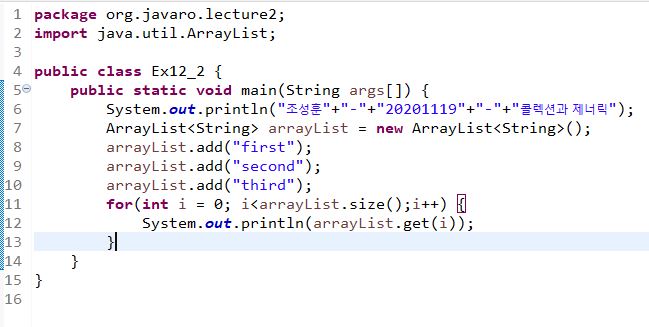 1 package org.javaro.lecture2;
2 import java.util.ArrayList;
3
4 public class Ex12_2 {
5     public static void main(String args[]) {
6         System.out.println("조성훈"+"-"+"20201119"+"-"+"콜렉션과 제너릭");
7         ArrayList<String> arrayList = new ArrayList<String>();
8         arrayList.add("first");
9         arrayList.add("second");
10         arrayList.add("third");
11         for(int i = 0; i<arrayList.size();i++) {
12             System.out.println(arrayList.get(i));
13         }
14     }
15 }
16